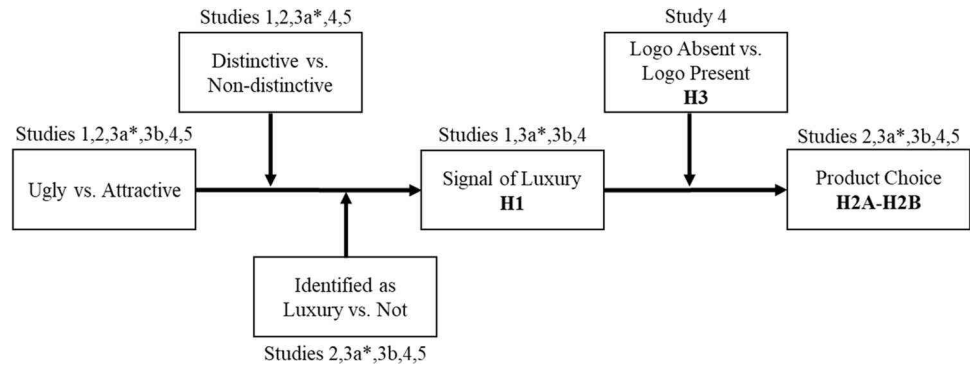 Studies 1,2,3a*,4,5
Distinctive vs.
Non-distinctive
Study 4
Logo Absent vs.
Logo Present
H3
Studies 1,2,3a*,3b,4,5
Ugly vs. Attractive
Studies 1,3a*,3b,4
Signal of Luxury
H1
Studies 2,3a*,3b,4,5
Product Choice
H2A-H2B
Identified as
Luxury vs. Not
Studies 2,3a*,3b,4,5